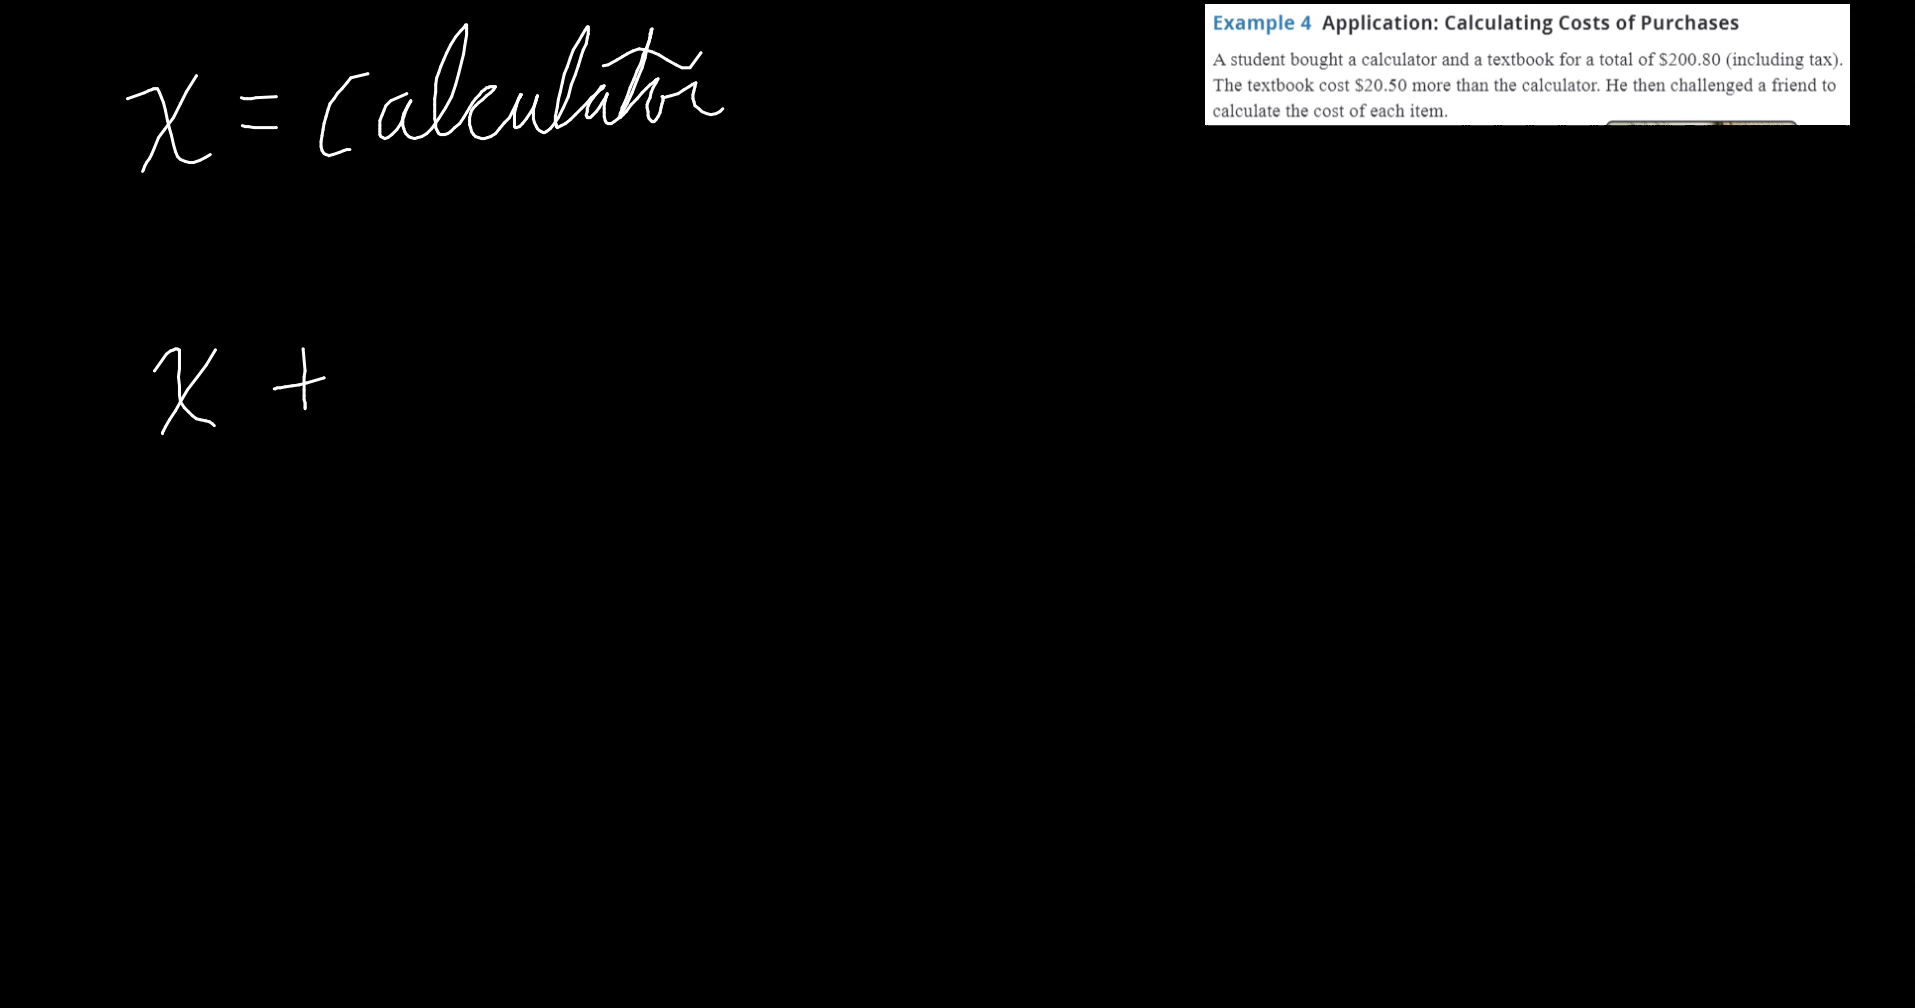 x = Calculator
Example 4 Application: Calculating Costs of Purchases
A student bought a calculator and a textbook for a total of $200.80 (including tax).
The textbook cost $20.50 more than the calculator. He then challenged a friend to
calculate the cost of each item.
x +